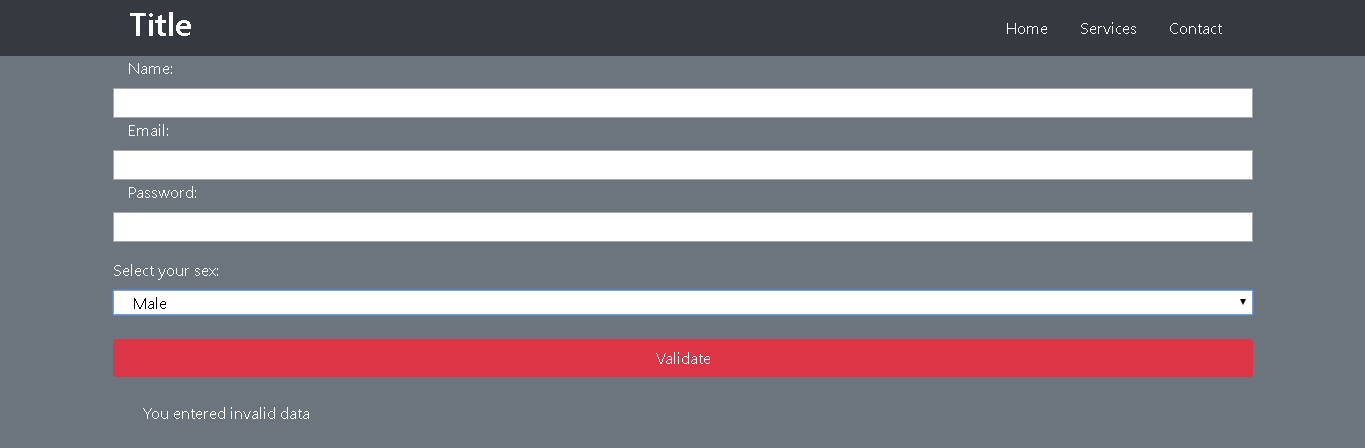 Title
Home Services Contact
Name:
Email:
Password:
Select your sex:
Male
Validate
You entered invalid data